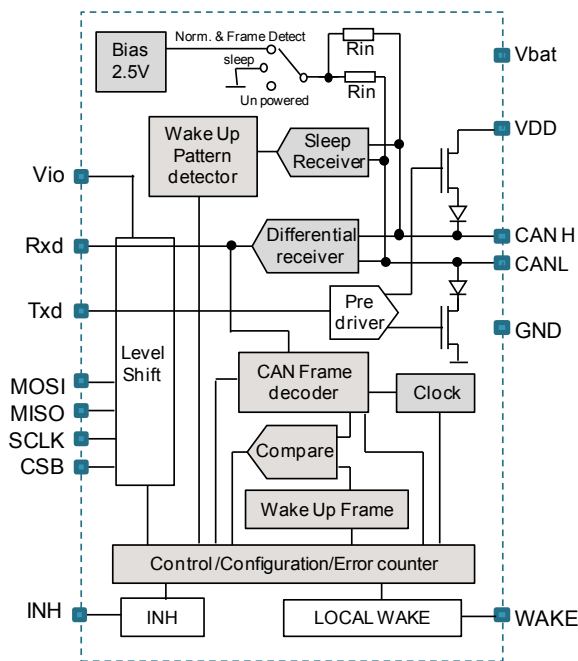 Bias
2.5V
Norm. & Frame Detect
sleep
Un powered
Rin
Rin
Vbat
VDD
Wake Up
Pattern
detector
Sleep
Receiver
Vio
Rxd
Differential
receiver
CAN H
CANL
Txd
Pre
driver
GND
Level
Shift
CAN Frame
decoder
Clock
MOSI
MISO
SCLK
CSB
Compare
Wake Up Frame
Control/Configuration/Error counter
INH
INH
LOCAL WAKE
WAKE